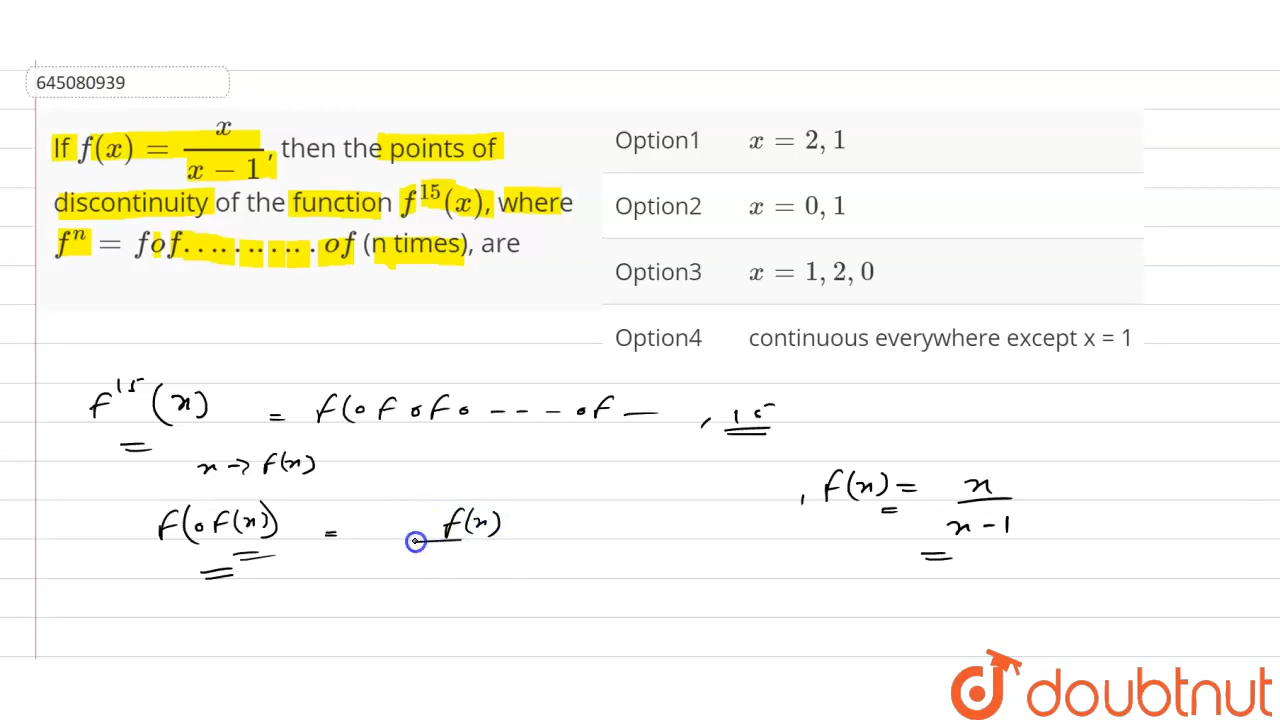 645080939
If f(x) = x/(x − 1), then the points of
discontinuity of the function f^15(x), where
f^n = fof...........of (n times), are
Option1 x = 2, 1
Option2 x = 0, 1
Option3 x = 1, 2, 0
Option4 continuous everywhere except x = 1
f^15(x) = f(o f o f o - - - o f — , 15
x → f(x)
, f(x) = x/(x − 1)
f(o f(x)) = f(x)
doubtnut